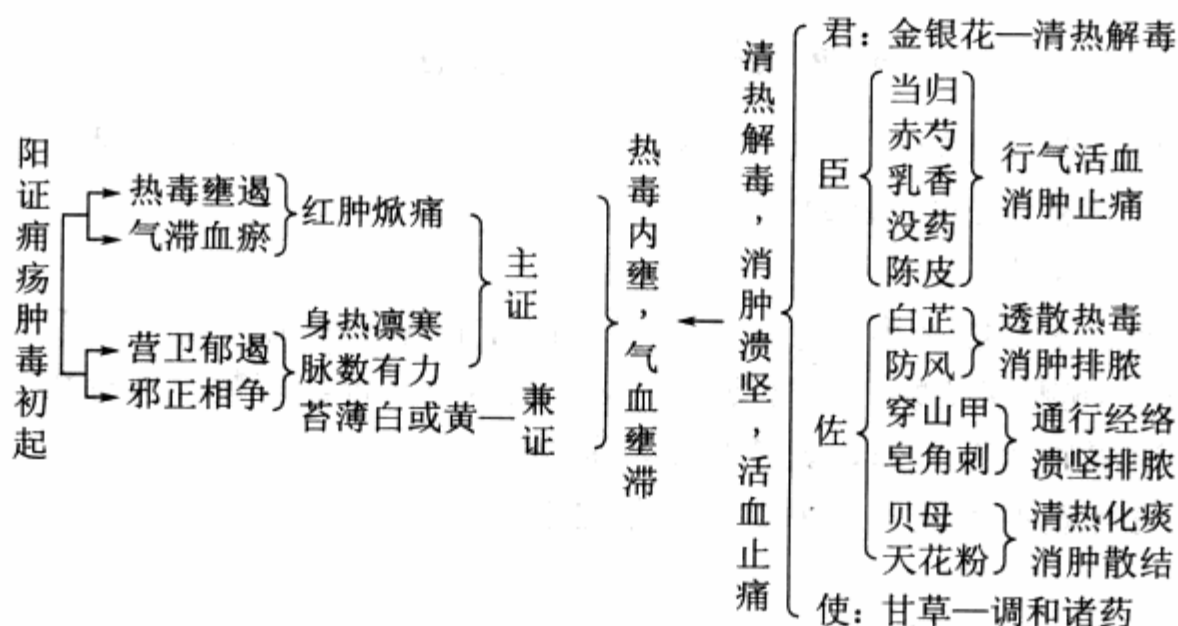 阳证痈疡肿毒初起
热毒壅遏
气滞血瘀
红肿焮痛
营卫郁遏
邪正相争
身热凛寒
脉数有力
苔薄白或黄—
主证
兼证
热毒内壅，气血壅滞
清热解毒，消肿溃坚，活血止痛
君：金银花—清热解毒
臣
当归
赤芍
乳香
没药
陈皮
行气活血
消肿止痛
佐
白芷
防风
透散热毒
消肿排脓
穿山甲
皂角刺
通行经络
溃坚排脓
贝母
天花粉
清热化痰
消肿散结
使：甘草—调和诸药